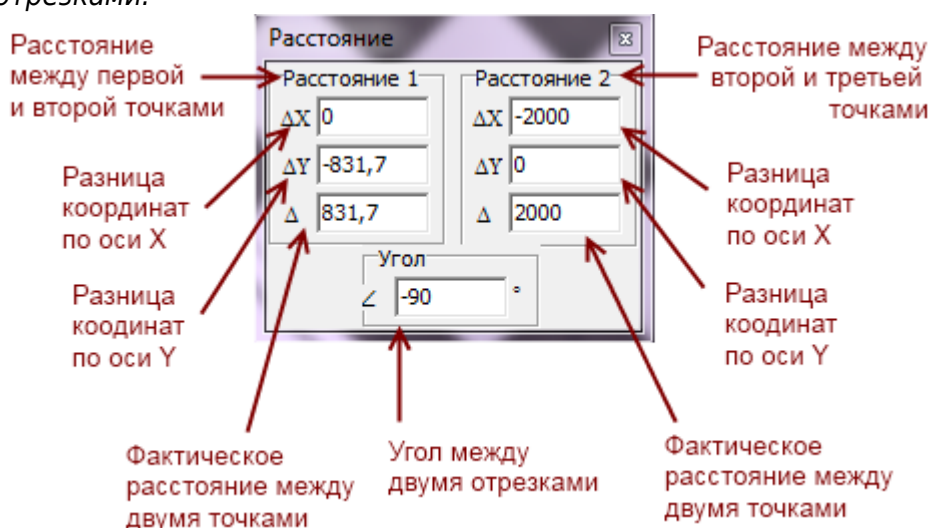 отрезками.
Расстояние
между первой
и второй точками
Разница
координат
по оси X
Разница
коодинат
по оси Y
Фактическое
расстояние между
двумя точками
Расстояние
Расстояние 1
ΔX 0
ΔY -831,7
Δ 831,7
Расстояние 2
ΔX -2000
ΔY 0
Δ 2000
Угол
∠ -90 °
Угол между
двумя отрезками
Расстояние между
второй и третьей
точками
Разница
координат
по оси X
Разница
коодинат
по оси Y
Фактическое
расстояние между
двумя точками